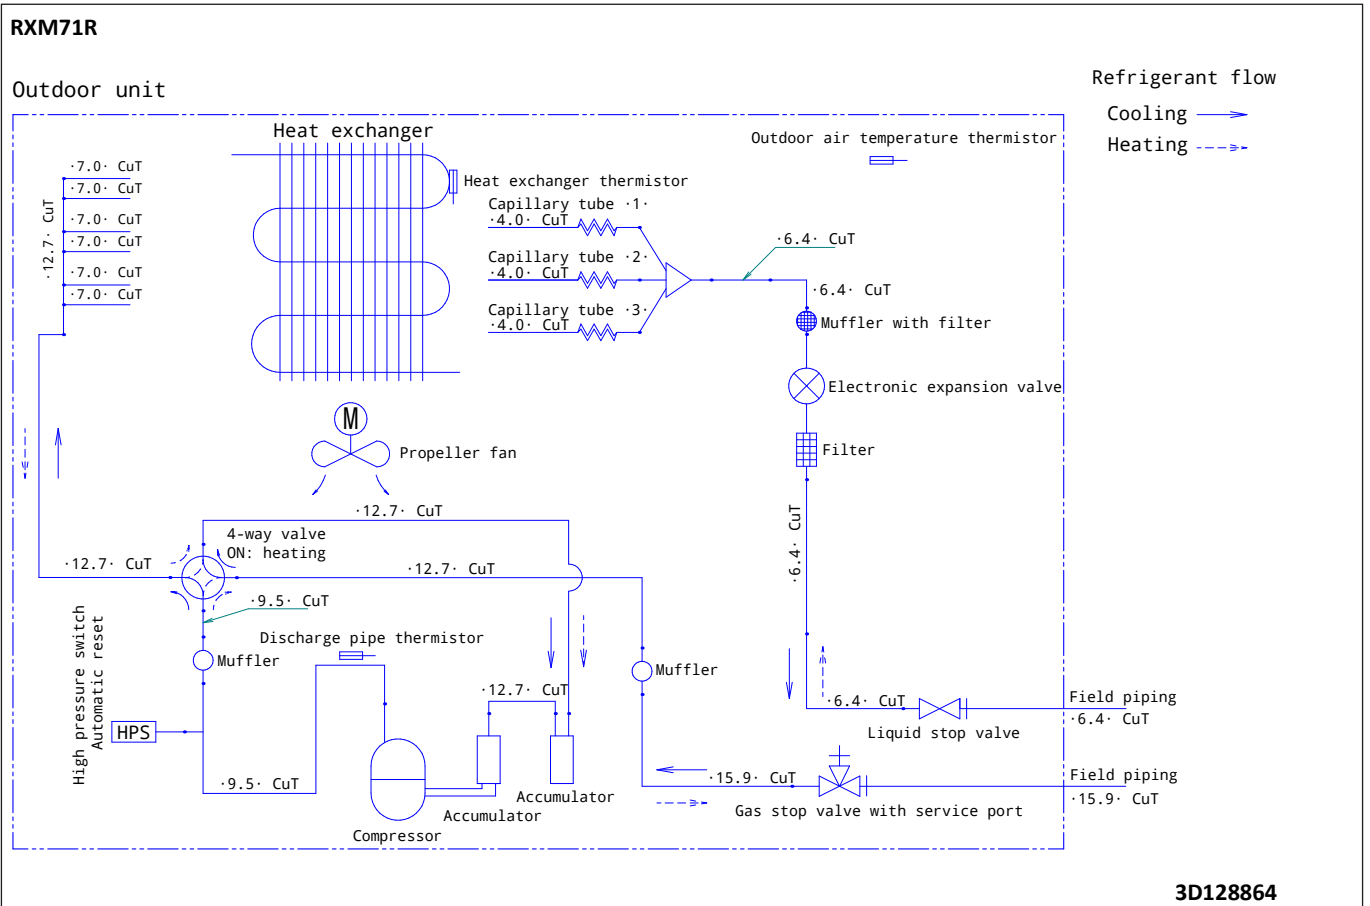 RXM71R
Outdoor unit
Refrigerant flow
Cooling
Heating
Heat exchanger
Outdoor air temperature thermistor
·7.0· CuT
·7.0· CuT
·7.0· CuT
·7.0· CuT
·7.0· CuT
·7.0· CuT
·12.7· CuT
Heat exchanger thermistor
Capillary tube ·1·
·4.0· CuT
Capillary tube ·2·
·4.0· CuT
Capillary tube ·3·
·4.0· CuT
·6.4· CuT
·6.4· CuT
Muffler with filter
Electronic expansion valve
Filter
M
Propeller fan
·12.7· CuT
4-way valve
ON: heating
·12.7· CuT
·12.7· CuT
·6.4· CuT
·9.5· CuT
Discharge pipe thermistor
Muffler
Muffler
High pressure switch
Automatic reset
HPS
·12.7· CuT
·6.4· CuT
Field piping
·6.4· CuT
Liquid stop valve
·9.5· CuT
·15.9· CuT
Field piping
·15.9· CuT
Accumulator
Accumulator
Gas stop valve with service port
Compressor
3D128864